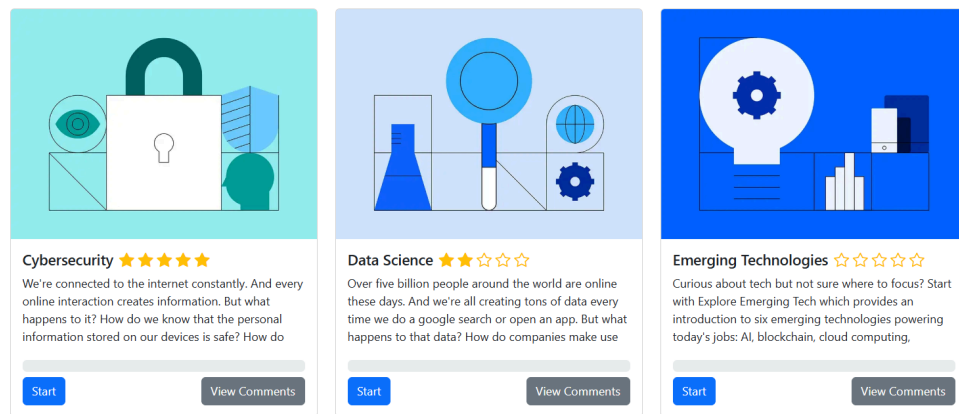 Cybersecurity
We're connected to the internet constantly. And every
online interaction creates information. But what
happens to it? How do we know that the personal
information stored on our devices is safe? How do
Start
View Comments
Data Science
Over five billion people around the world are online
these days. And we're all creating tons of data every
time we do a google search or open an app. But what
happens to that data? How do companies make use
Start
View Comments
Emerging Technologies
Curious about tech but not sure where to focus? Start
with Explore Emerging Tech which provides an
introduction to six emerging technologies powering
today's jobs: AI, blockchain, cloud computing,
Start
View Comments